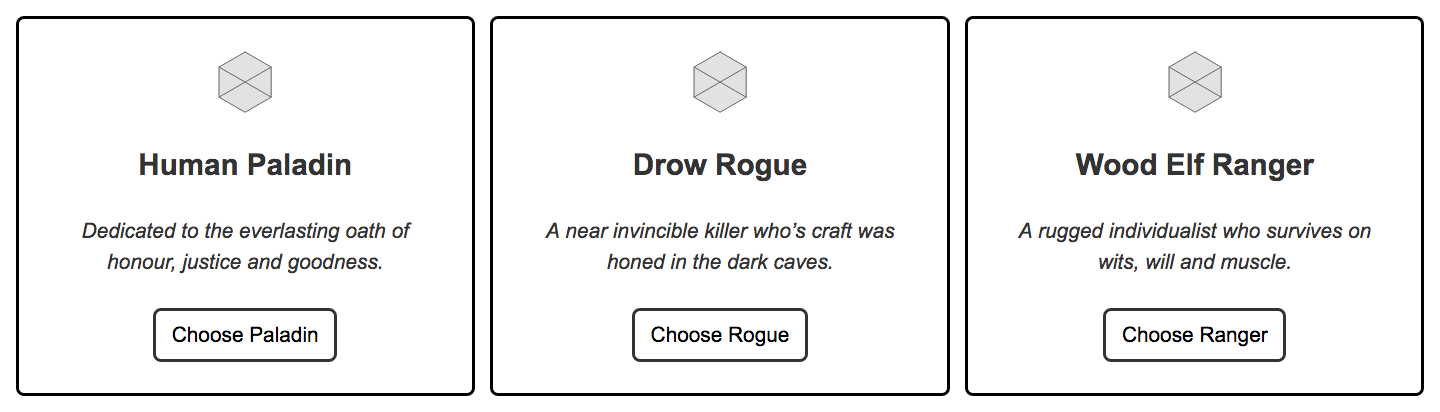 Human Paladin
Dedicated to the everlasting oath of
honour, justice and goodness.
Choose Paladin
Drow Rogue
A near invincible killer who’s craft was
honed in the dark caves.
Choose Rogue
Wood Elf Ranger
A rugged individualist who survives on
wits, will and muscle.
Choose Ranger